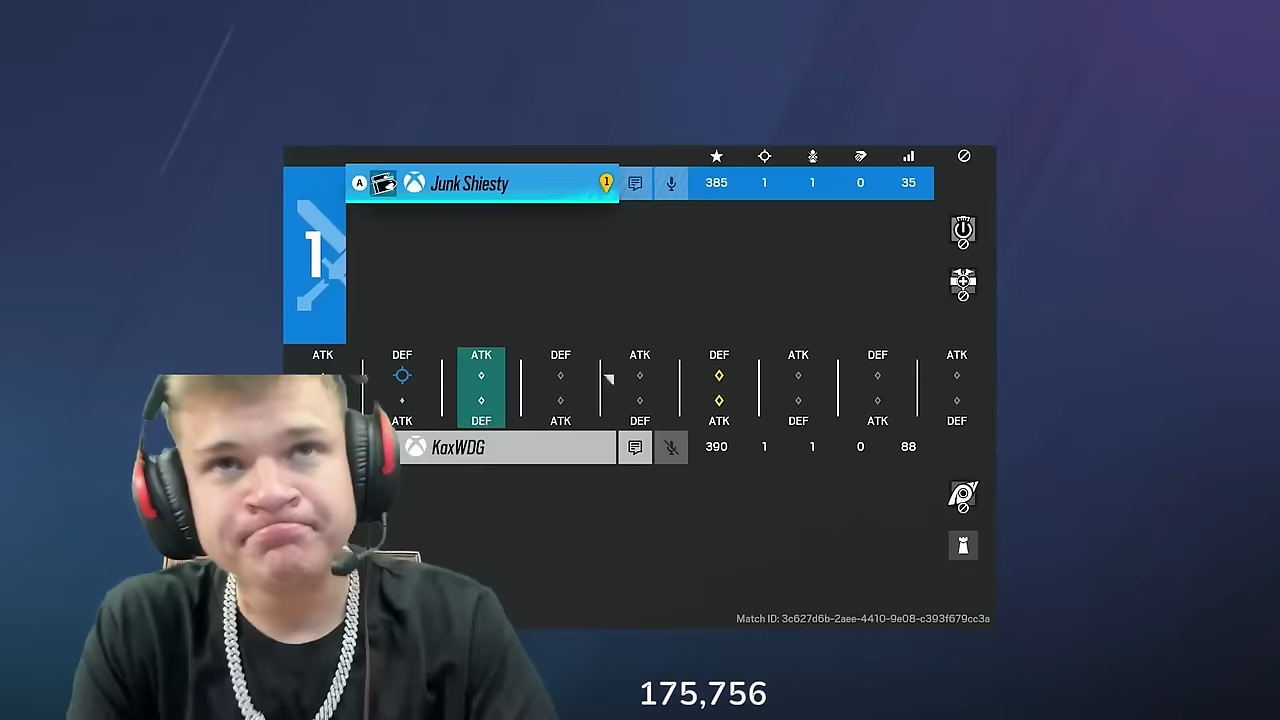 A Junk Shiesty 1 385 1 1 0 35
1
ATK DEF ATK DEF ATK DEF ATK DEF ATK
ATK DEF ATK DEF ATK DEF ATK DEF
KaxWDG 390 1 1 0 88
Match ID: 3c627d6b-2aee-4410-9e08-c393f679cc3a
175,756